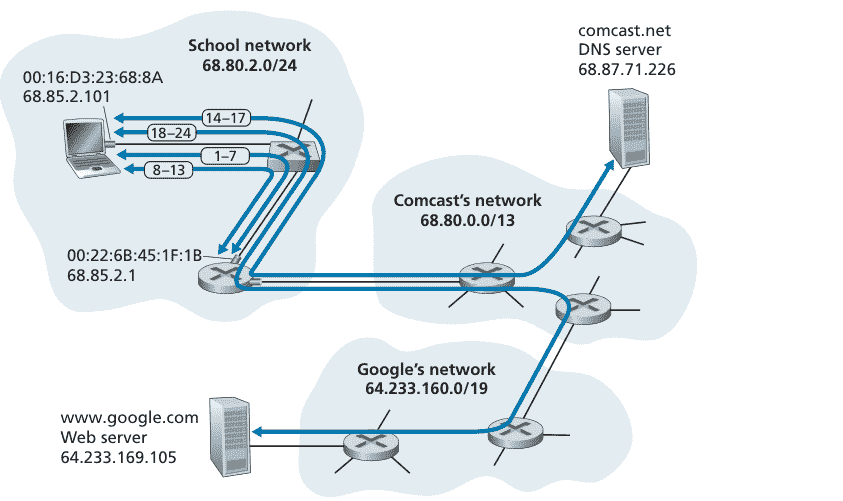 School network
68.80.2.0/24
comcast.net
DNS server
68.87.71.226
00:16:D3:23:68:8A
68.85.2.101
14–17
18–24
1–7
8–13
Comcast’s network
68.80.0.0/13
00:22:6B:45:1F:1B
68.85.2.1
Google’s network
64.233.160.0/19
www.google.com
Web server
64.233.169.105